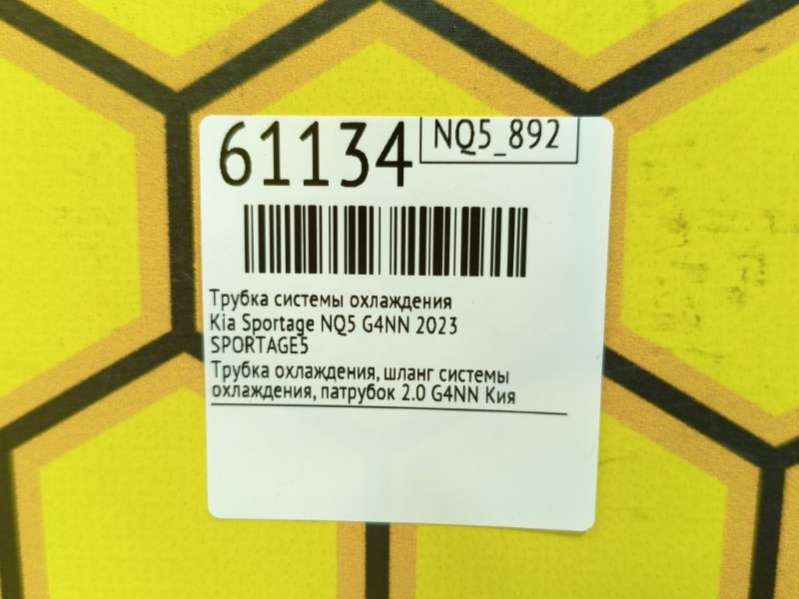 61134
NQ5_892
Трубка системы охлаждения
Kia Sportage NQ5 G4NN 2023
SPORTAGE5
Трубка охлаждения, шланг системы
охлаждения, патрубок 2.0 G4NN Кия